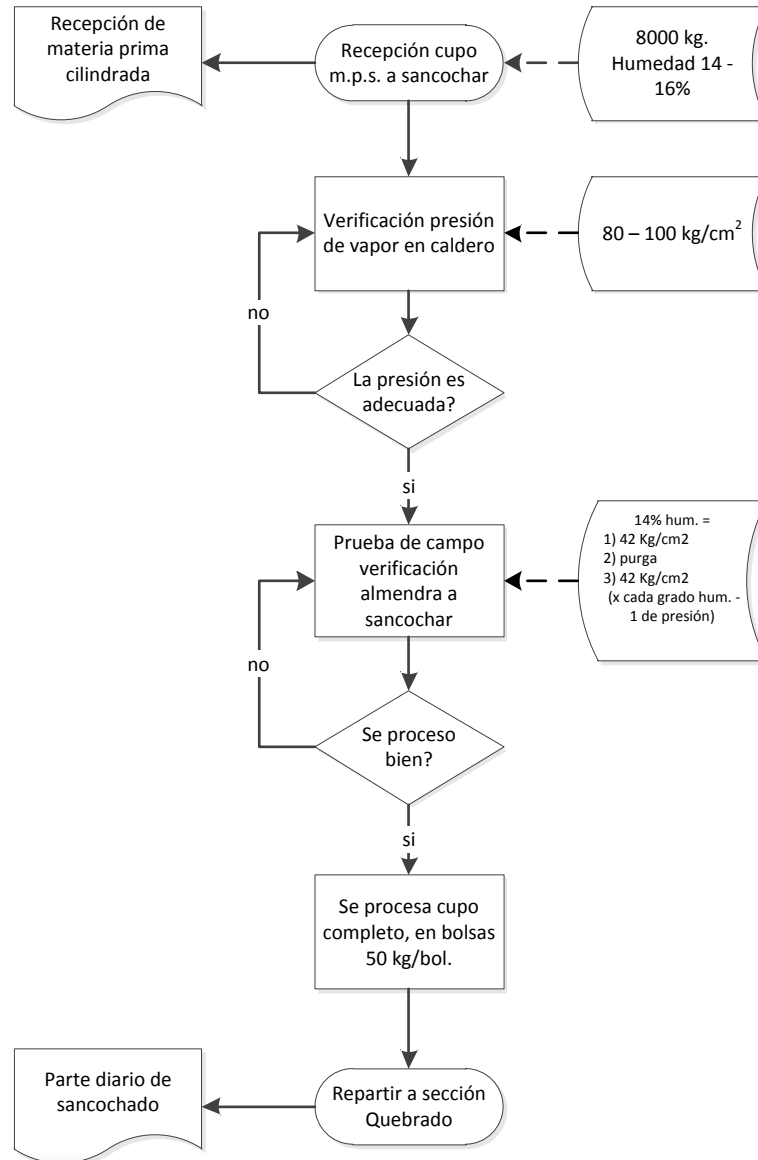 Recepción de
materia prima
cilindrada
Recepción cupo
m.p.s. a sancochar
8000 kg.
Humedad 14 -
16%
Verificación presión
de vapor en caldero
80 – 100 kg/cm²
no
La presión es
adecuada?
si
Prueba de campo
verificación
almendra a
sancochar
14% hum. =
1) 42 Kg/cm2
2) purga
3) 42 Kg/cm2
(x cada grado hum. -
1 de presión)
no
Se proceso
bien?
si
Se procesa cupo
completo, en bolsas
50 kg/bol.
Parte diario de
sancochado
Repartir a sección
Quebrado